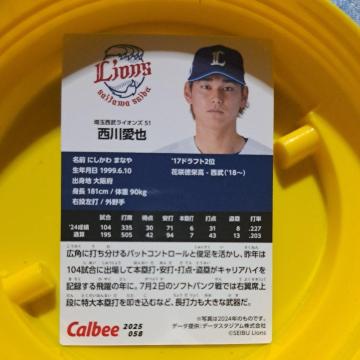 Lions
saitama seibu
埼玉西武ライオンズ 51
西川愛也
名前 にしかわ まなや
生年月日 1999.6.10
出身地 大阪府
身長 181cm / 体重 90kg
右投左打 / 外野手
'17ドラフト2位
花咲徳栄高 - 西武('18~)
試合 打席 得点 安打 本塁打 打点 盗塁 打率
'24成績 104 335 30 71 6 31 8 .227
通算 195 505 42 94 7 43 13 .203
広角に打ち分けるバットコントロールと俊足を活かし、昨年は
104試合に出場して本塁打・安打・打点・盗塁がキャリアハイを
記録する飛躍の年に。7月2日のソフトバンク戦では右翼席上
段に特大本塁打を叩き込むなど、長打力も大きな武器だ。
Calbee 2025
058
※写真は2024年のものです。
データ提供:データスタジアム株式会社
©SEIBU Lions